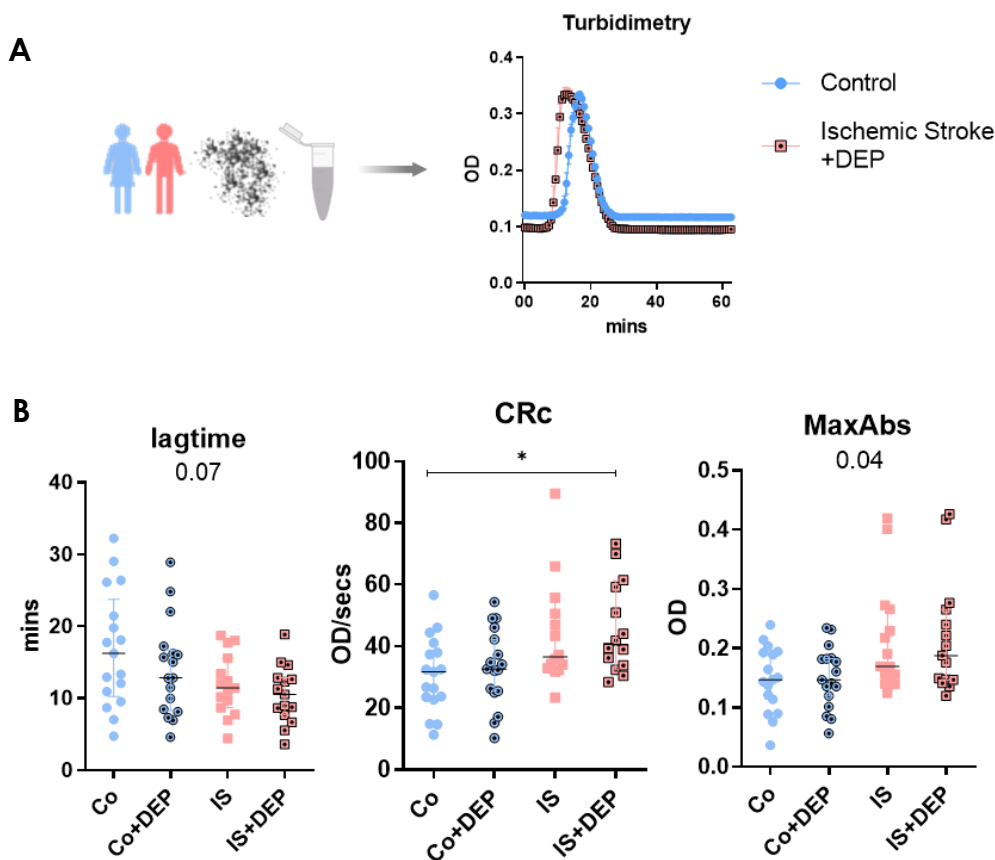 A
Turbidimetry
0.4
0.3
0.2
0.1
0.0
OD
00 20 40 60
mins
Control
Ischemic Stroke
+DEP
B
lagtime
0.07
40
30
20
10
0
mins
Co Co+DEP IS IS+DEP
CRc
*
100
80
60
40
20
0
OD/secs
Co Co+DEP IS IS+DEP
MaxAbs
0.04
0.5
0.4
0.3
0.2
0.1
0.0
OD
Co Co+DEP IS IS+DEP